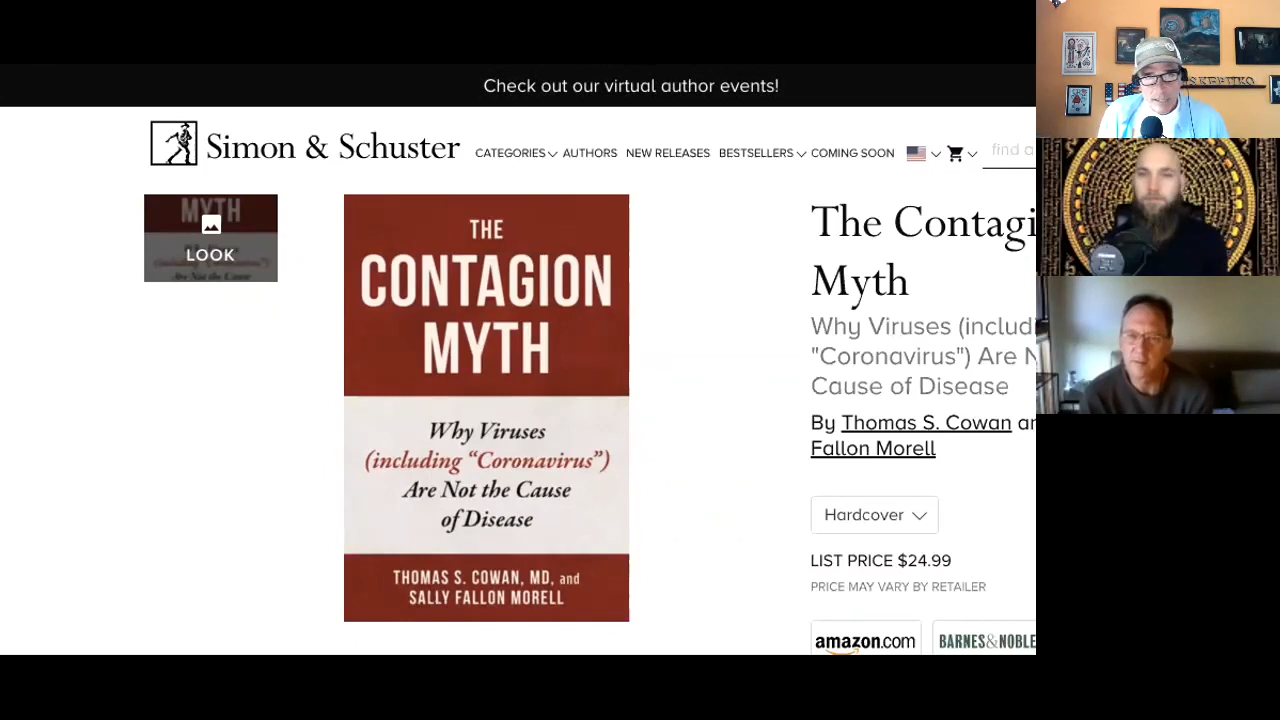 Check out our virtual author events!
Simon & Schuster
CATEGORIES AUTHORS NEW RELEASES BESTSELLERS COMING SOON
find a
MYTH
LOOK
THE
CONTAGION
MYTH
Why Viruses
(including “Coronavirus”)
Are Not the Cause
of Disease
THOMAS S. COWAN, MD, and
SALLY FALLON MORELL
The Contagi
Myth
Why Viruses (includi
"Coronavirus") Are N
Cause of Disease
By Thomas S. Cowan an
Fallon Morell
Hardcover
LIST PRICE $24.99
PRICE MAY VARY BY RETAILER
amazon.com
BARNES&NOBLE